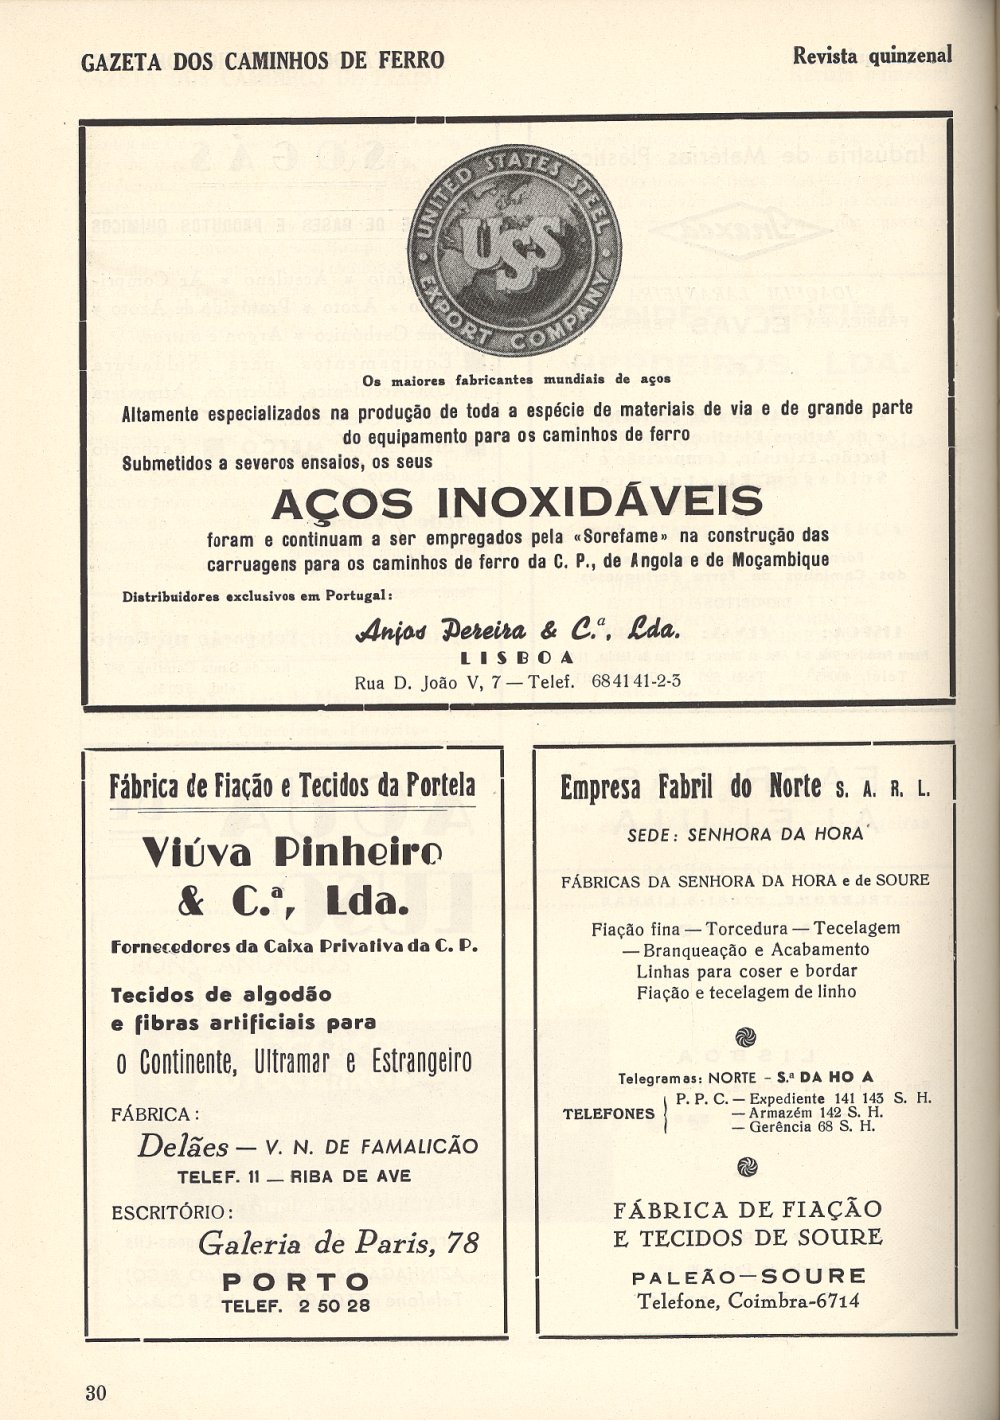 GAZETA DOS CAMINHOS DE FERRO
Revista quinzenal
UNITED STATES STEEL
USS
EXPORT COMPANY
Os maiores fabricantes mundiais de aços
Altamente especializados na produção de toda a espécie de materiais de via e de grande parte
do equipamento para os caminhos de ferro
Submetidos a severos ensaios, os seus
AÇOS INOXIDÁVEIS
foram e continuam a ser empregados pela «Sorefame» na construção das
carruagens para os caminhos de ferro da C. P., de Angola e de Moçambique
Distribuidores exclusivos em Portugal:
Anjos Pereira & C.ª, Lda.
LISBOA
Rua D. João V, 7 — Telef. 684141-2-3
Fábrica de Fiação e Tecidos da Portela
Viúva Pinheiro
& C.ª, Lda.
Fornecedores da Caixa Privativa da C. P.
Tecidos de algodão
e fibras artificiais para
o Continente, Ultramar e Estrangeiro
FÁBRICA:
Delães — V. N. DE FAMALICÃO
TELEF. 11 — RIBA DE AVE
ESCRITÓRIO:
Galeria de Paris, 78
PORTO
TELEF. 2 50 28
Empresa Fabril do Norte S. A. R. L.
SEDE: SENHORA DA HORA
FÁBRICAS DA SENHORA DA HORA e de SOURE
Fiação fina — Torcedura — Tecelagem
— Branqueação e Acabamento
Linhas para coser e bordar
Fiação e tecelagem de linho
Telegramas: NORTE - S.ª DA HO A
TELEFONES
P. P. C. — Expediente 141 143 S. H.
— Armazém 142 S. H.
— Gerência 68 S. H.
FÁBRICA DE FIAÇÃO
E TECIDOS DE SOURE
PALEÃO—SOURE
Telefone, Coimbra-6714
30